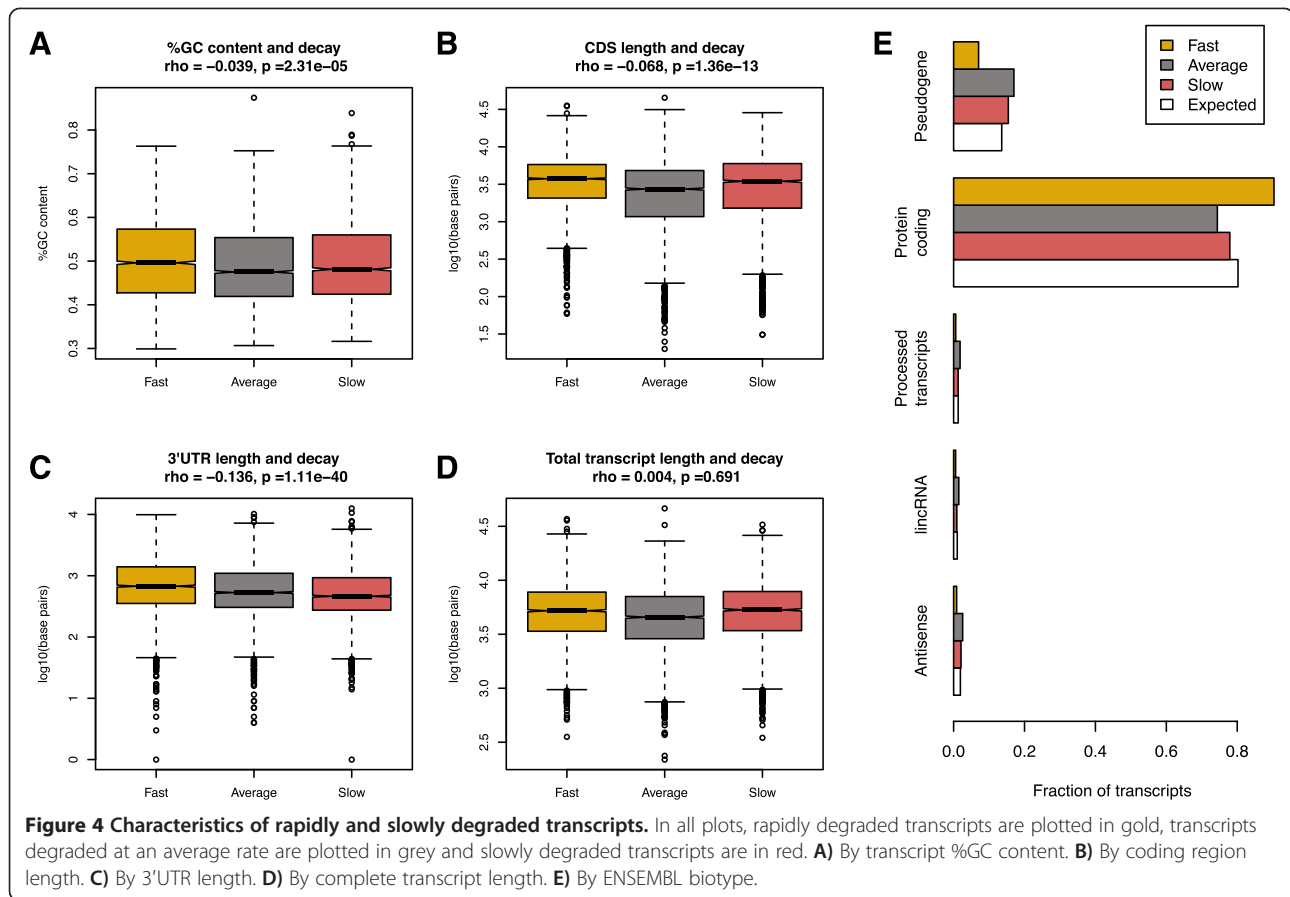 A
%GC content and decay
rho = −0.039, p =2.31e−05
%GC content
0.8
0.7
0.6
0.5
0.4
0.3
Fast Average Slow
B
CDS length and decay
rho = −0.068, p =1.36e−13
log10(base pairs)
4.5
4.0
3.5
3.0
2.5
2.0
1.5
Fast Average Slow
C
3'UTR length and decay
rho = −0.136, p =1.11e−40
log10(base pairs)
4
3
2
1
0
Fast Average Slow
D
Total transcript length and decay
rho = 0.004, p =0.691
log10(base pairs)
4.5
4.0
3.5
3.0
2.5
Fast Average Slow
E
Fast
Average
Slow
Expected
Pseudogene
Protein
coding
Processed
transcripts
lincRNA
Antisense
0.0 0.2 0.4 0.6 0.8
Fraction of transcripts
Figure 4 Characteristics of rapidly and slowly degraded transcripts. In all plots, rapidly degraded transcripts are plotted in gold, transcripts
degraded at an average rate are plotted in grey and slowly degraded transcripts are in red. A) By transcript %GC content. B) By coding region
length. C) By 3′UTR length. D) By complete transcript length. E) By ENSEMBL biotype.